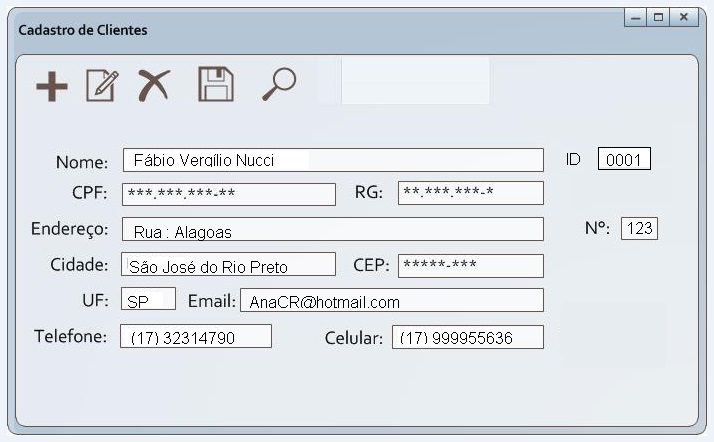 Cadastro de Clientes
Nome: Fábio Vergílio Nucci ID 0001
CPF: ***.***.***-** RG: **.***.***-*
Endereço: Rua : Alagoas Nº: 123
Cidade: São José do Rio Preto CEP: *****-***
UF: SP Email: AnaCR@hotmail.com
Telefone: (17) 32314790 Celular: (17) 999955636